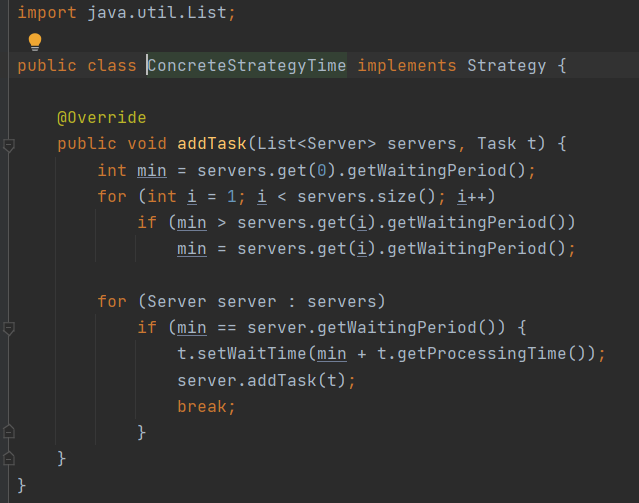 import java.util.List;
public class ConcreteStrategyTime implements Strategy {
@Override
public void addTask(List<Server> servers, Task t) {
int min = servers.get(0).getWaitingPeriod();
for (int i = 1; i < servers.size(); i++)
if (min > servers.get(i).getWaitingPeriod())
min = servers.get(i).getWaitingPeriod();
for (Server server : servers)
if (min == server.getWaitingPeriod()) {
t.setWaitTime(min + t.getProcessingTime());
server.addTask(t);
break;
}
}
}